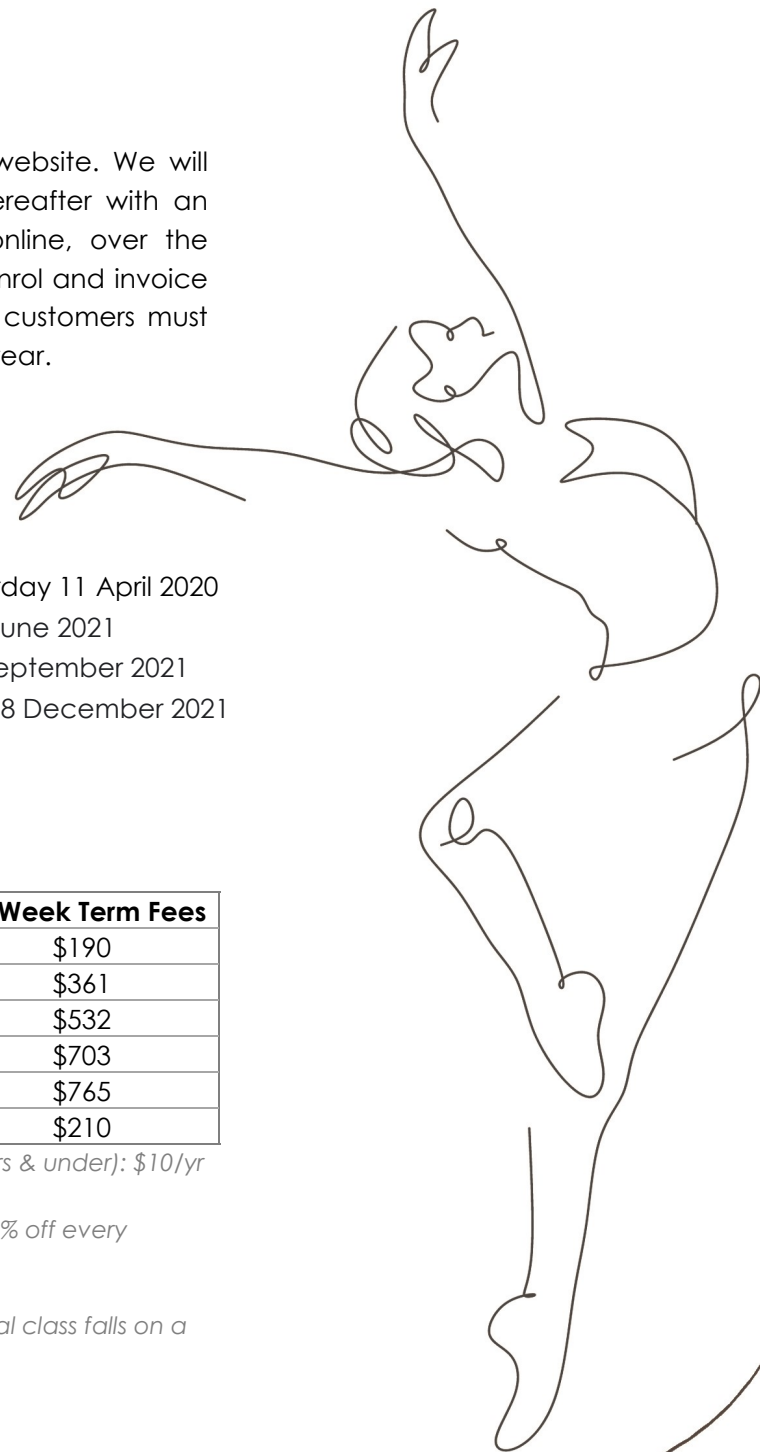 website. We will
ereafter with an
online, over the
nrol and invoice
customers must
ear.
day 11 April 2020
une 2021
eptember 2021
8 December 2021
Week Term Fees
$190
$361
$532
$703
$765
$210
rs & under): $10/yr
% off every
al class falls on a